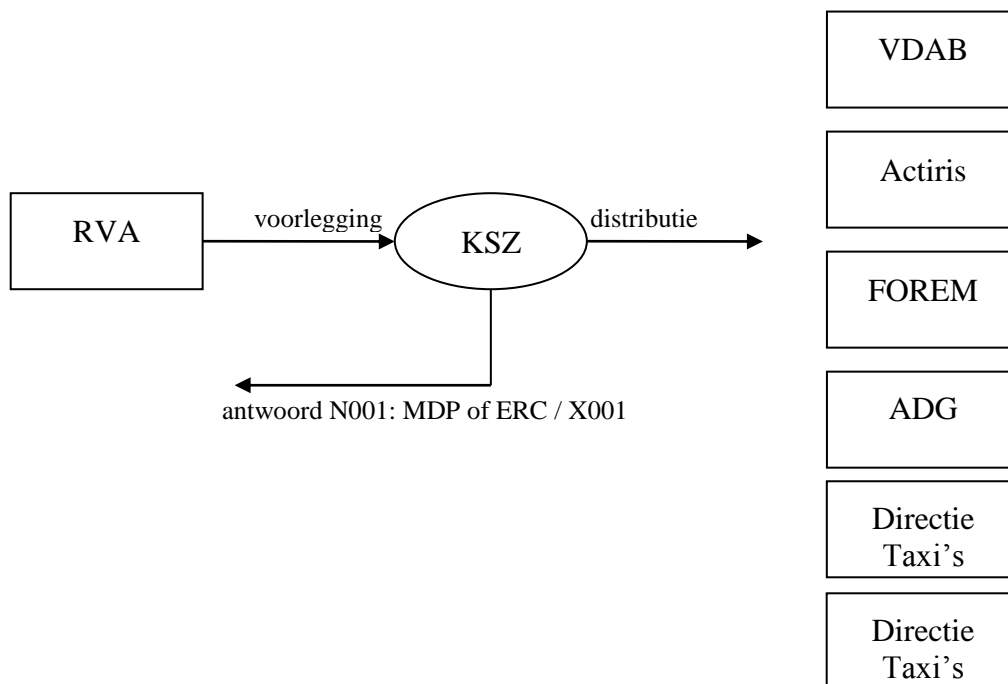 VDAB
Actiris
RVA
voorlegging
KSZ
distributie
FOREM
antwoord N001: MDP of ERC / X001
ADG
Directie
Taxi’s
Directie
Taxi’s